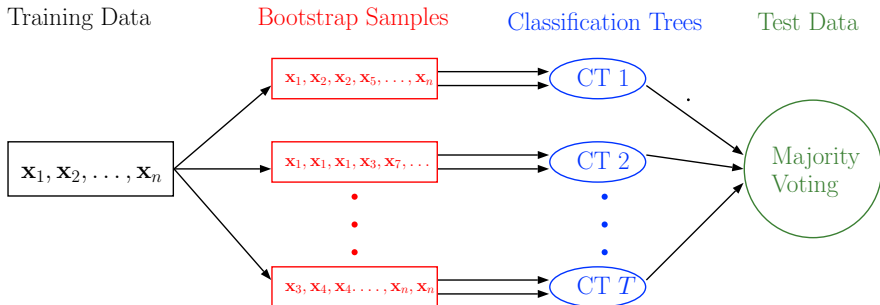 Training Data
Bootstrap Samples
Classification Trees
Test Data
x₁, x₂, x₂, x₅, . . . , xₙ
CT 1
x₁, x₂, . . . , xₙ
x₁, x₁, x₁, x₃, x₇, . . .
CT 2
Majority
Voting
x₃, x₄, x₄. . . . , xₙ, xₙ
CT T